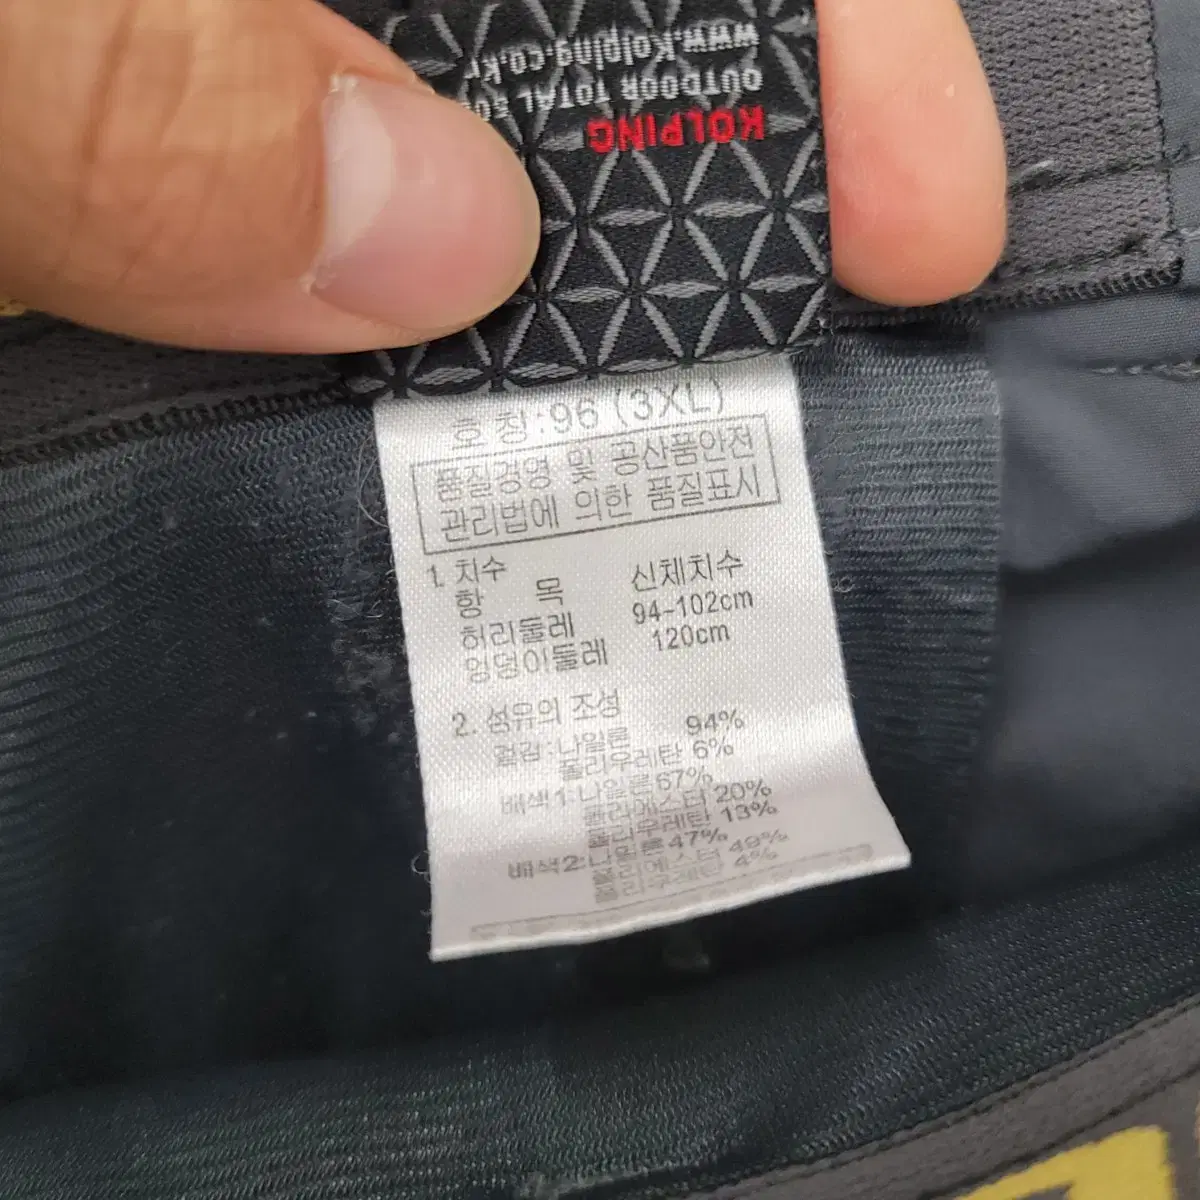 www.Kolping.co.kr
OUTDOOR TOTAL
KOLPING
호칭:96 (3XL)
품질경영 및 공산품안전
관리법에 의한 품질표시
1. 치수
항 목 신체치수
허리둘레 94-102cm
엉덩이둘레 120cm
2. 섬유의 조성
겉감:나일론 94%
폴리우레탄 6%
배색1:나일론 67%
폴리에스터 20%
폴리우레탄 13%
배색2:나일론 47%
폴리에스터 49%
폴리우레탄 4%